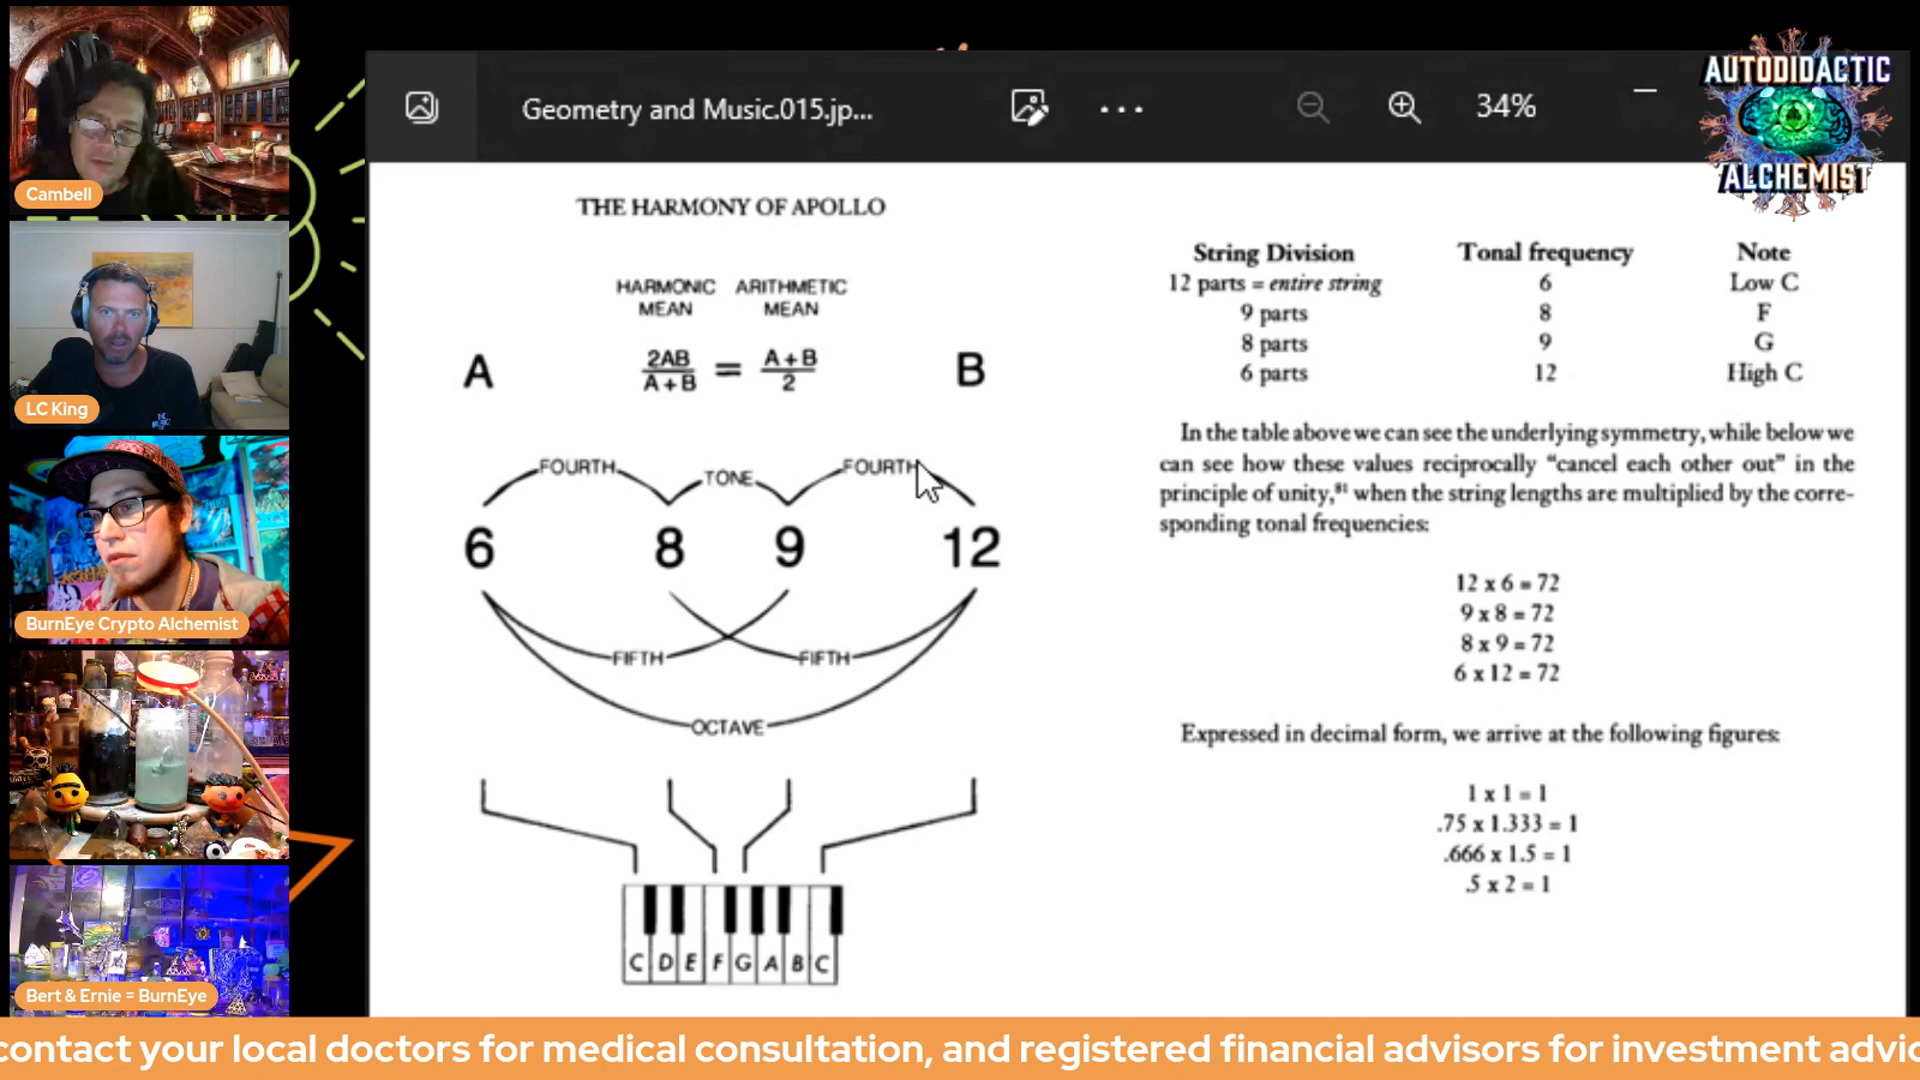 Cambell
LC King
BurnEye Crypto Alchemist
Bert & Ernie = BurnEye
Geometry and Music.015.jp...
34%
AUTODIDACTIC
ALCHEMIST
THE HARMONY OF APOLLO
HARMONIC ARITHMETIC
MEAN MEAN
A 2AB = A + B B
A + B 2
FOURTH TONE FOURTH
6 8 9 12
FIFTH FIFTH
OCTAVE
C D E F G A B C
String Division Tonal frequency Note
12 parts = entire string 6 Low C
9 parts 8 F
8 parts 9 G
6 parts 12 High C
In the table above we can see the underlying symmetry, while below we
can see how these values reciprocally “cancel each other out” in the
principle of unity,⁸¹ when the string lengths are multiplied by the corre-
sponding tonal frequencies:
12 x 6 = 72
9 x 8 = 72
8 x 9 = 72
6 x 12 = 72
Expressed in decimal form, we arrive at the following figures:
1 x 1 = 1
.75 x 1.333 = 1
.666 x 1.5 = 1
.5 x 2 = 1
contact your local doctors for medical consultation, and registered financial advisors for investment advic